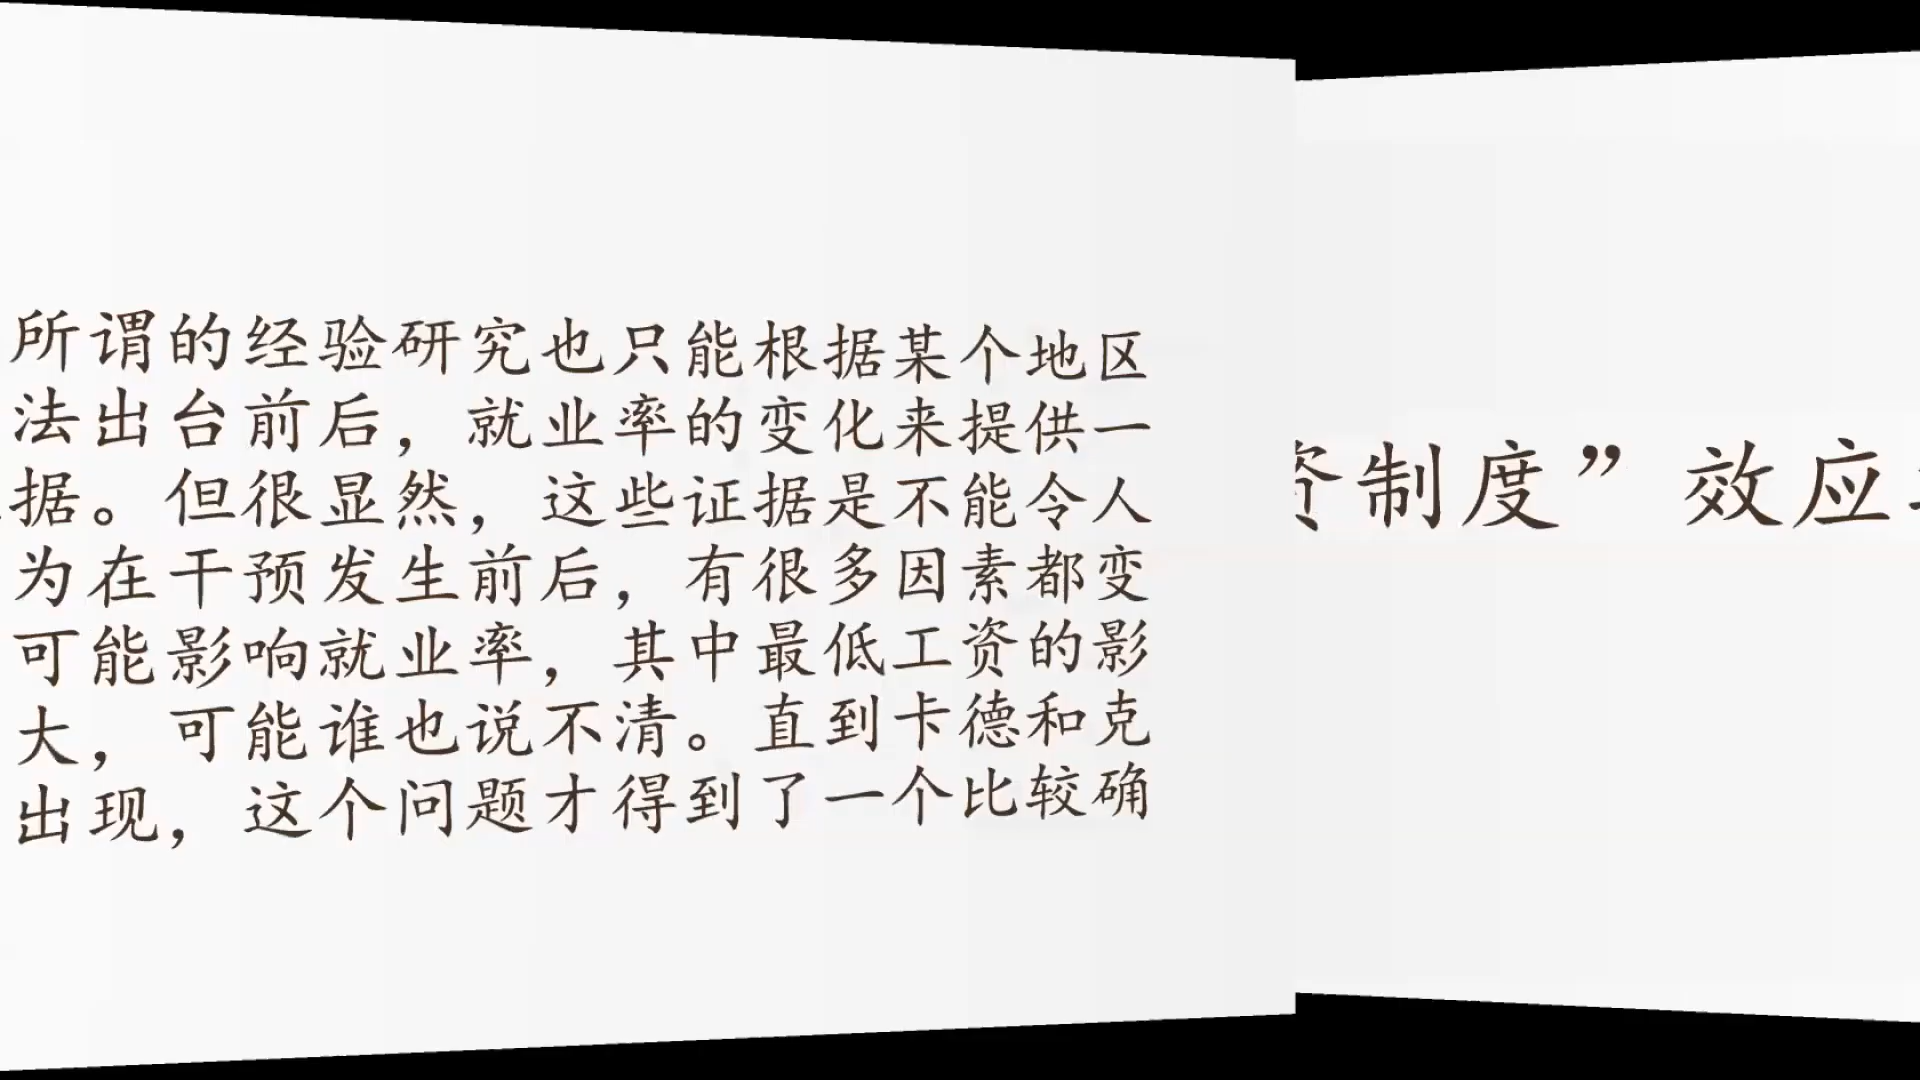 所谓的经验研究也只能根据某个地区
法出台前后，就业率的变化来提供一
据。但很显然，这些证据是不能令人
为在干预发生前后，有很多因素都变
可能影响就业率，其中最低工资的影
大，可能谁也说不清。直到卡德和克
出现，这个问题才得到了一个比较确
资制度”效应